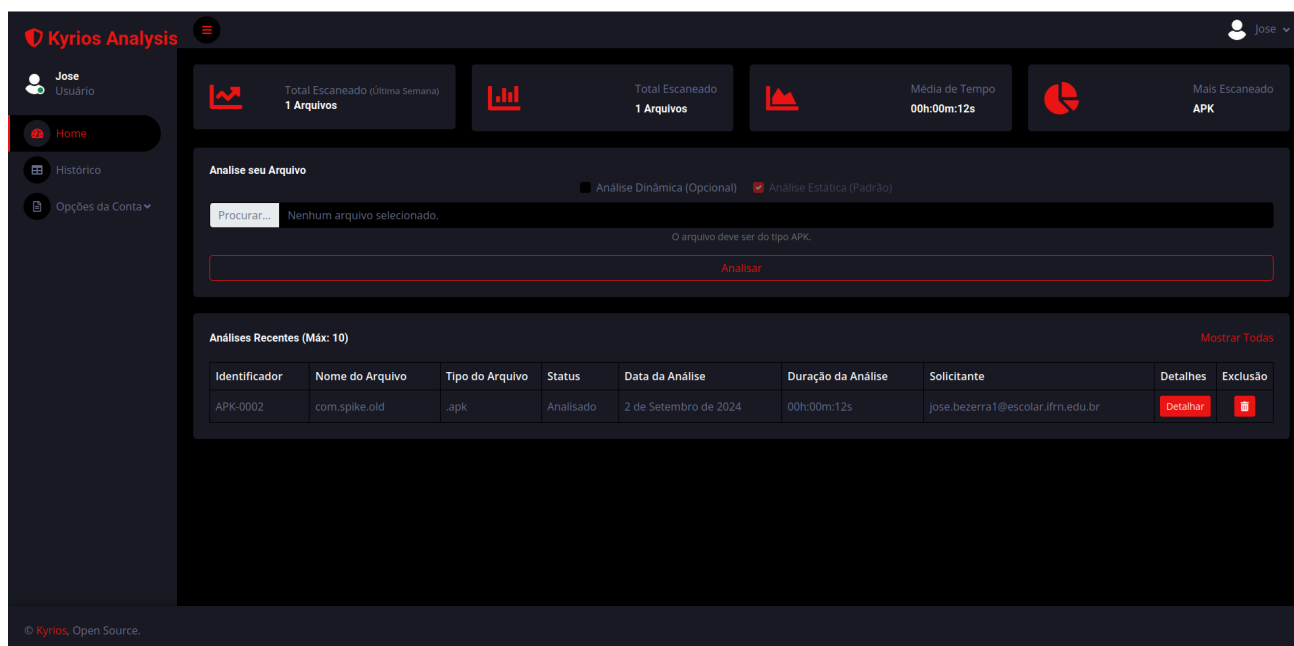 Kyrios Analysis
Jose
Jose
Usuário
Home
Histórico
Opções da Conta
Total Escaneado (Última Semana)
1 Arquivos
Total Escaneado
1 Arquivos
Média de Tempo
00h:00m:12s
Mais Escaneado
APK
Analise seu Arquivo
Análise Dinâmica (Opcional) Análise Estática (Padrão)
Procurar... Nenhum arquivo selecionado.
O arquivo deve ser do tipo APK.
Analisar
Análises Recentes (Máx: 10) Mostrar Todas
Identificador Nome do Arquivo Tipo do Arquivo Status Data da Análise Duração da Análise Solicitante Detalhes Exclusão
APK-0002 com.spike.old .apk Analisado 2 de Setembro de 2024 00h:00m:12s jose.bezerra1@escolar.ifrn.edu.br Detalhar
© Kyrios, Open Source.